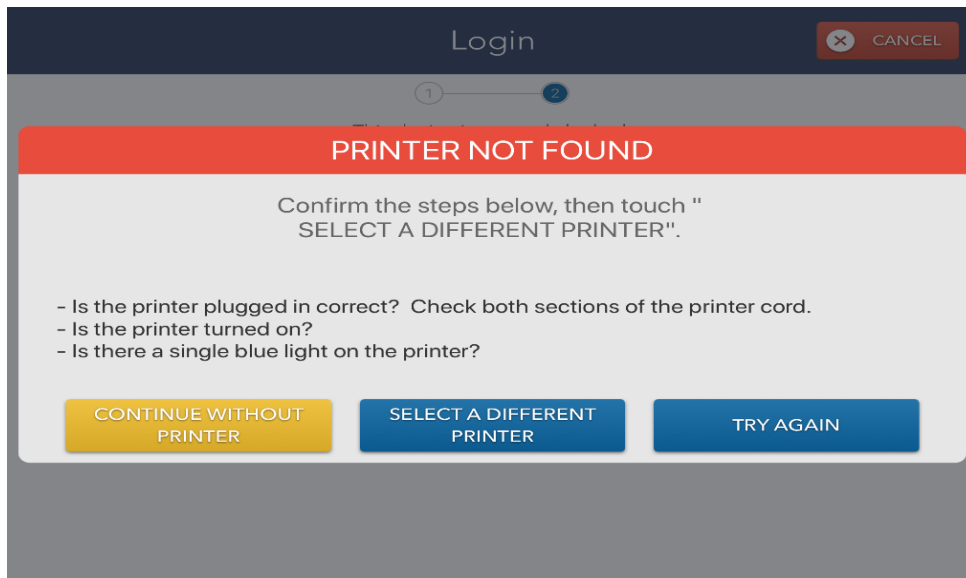 Login
CANCEL
1
2
PRINTER NOT FOUND
Confirm the steps below, then touch "
SELECT A DIFFERENT PRINTER".
- Is the printer plugged in correct?  Check both sections of the printer cord.
- Is the printer turned on?
- Is there a single blue light on the printer?
CONTINUE WITHOUT
PRINTER
SELECT A DIFFERENT
PRINTER
TRY AGAIN